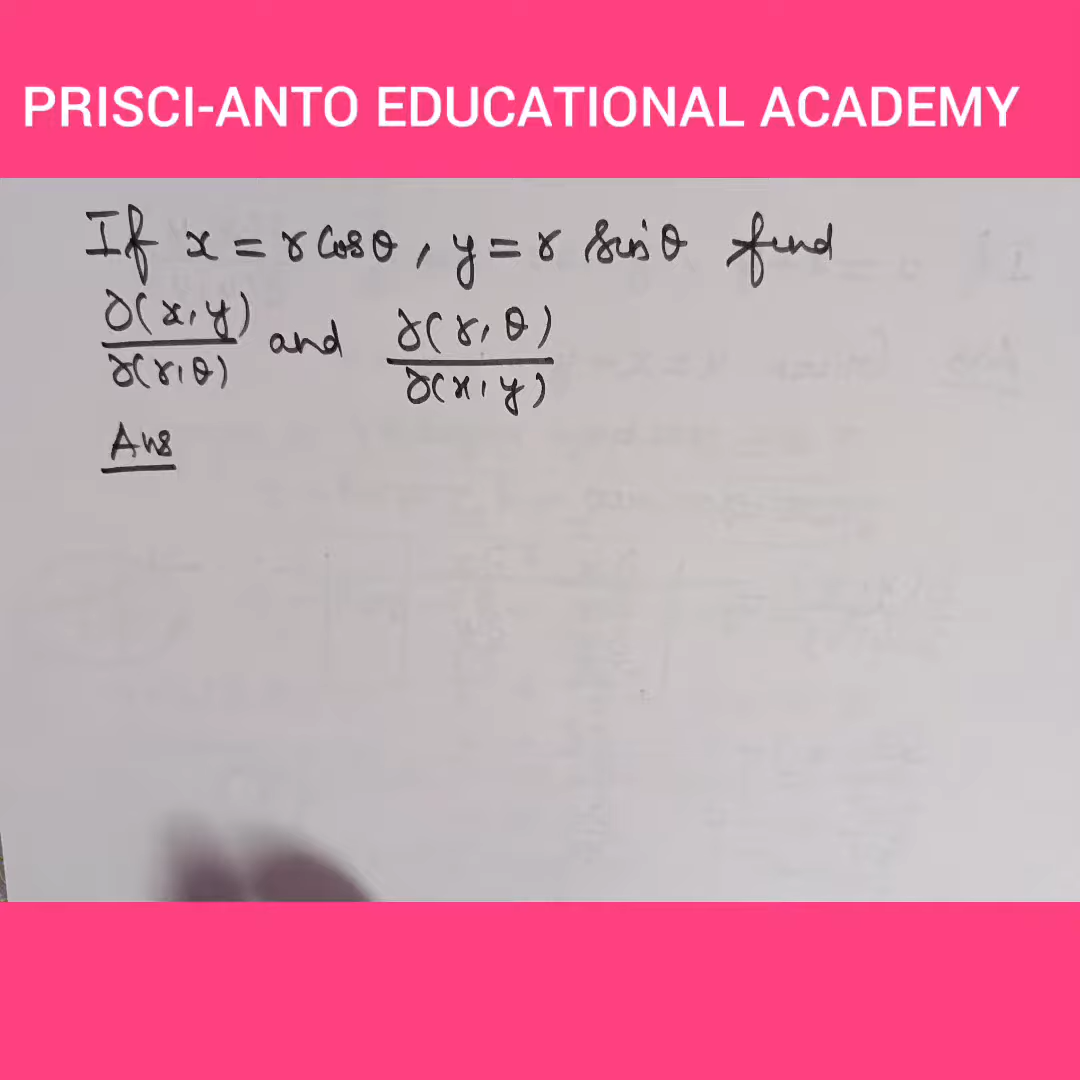 PRISCI-ANTO EDUCATIONAL ACADEMY
If x = r cosθ, y = r sinθ find
∂(x,y)/∂(r,θ) and ∂(r,θ)/∂(x,y)
Ans